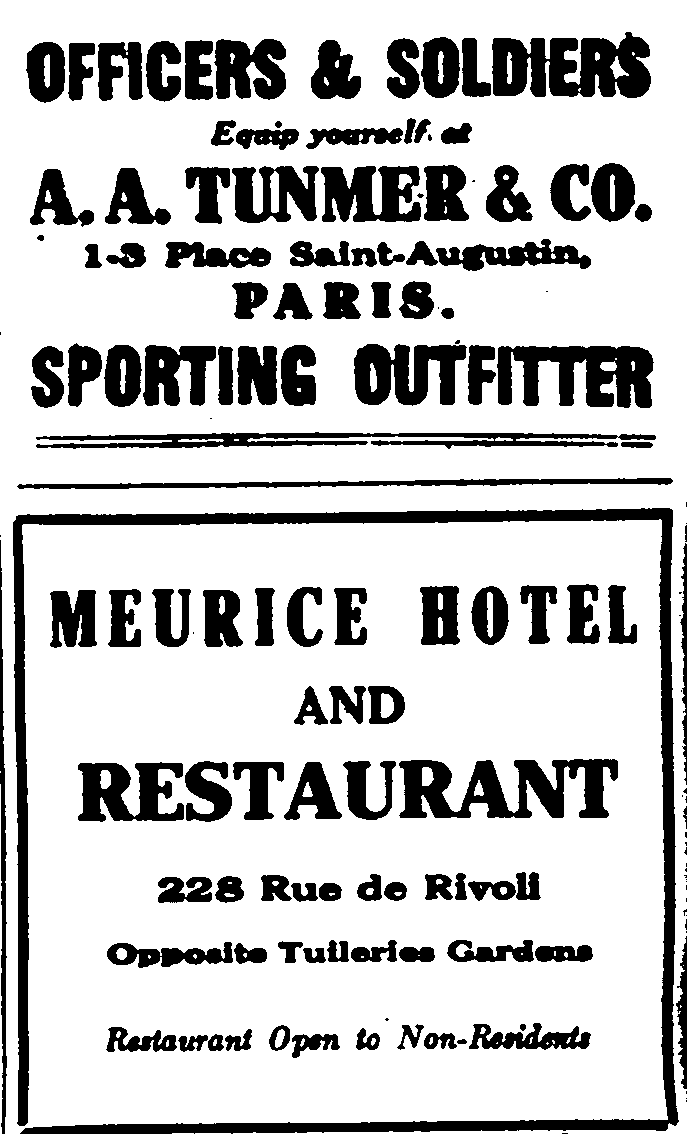 OFFICERS & SOLDIERS
Equip yourself at
A. A. TUNMER & CO.
1-3 Place Saint-Augustin,
PARIS.
SPORTING OUTFITTER
MEURICE HOTEL
AND
RESTAURANT
228 Rue de Rivoli
Opposite Tuileries Gardens
Restaurant Open to Non-Residents